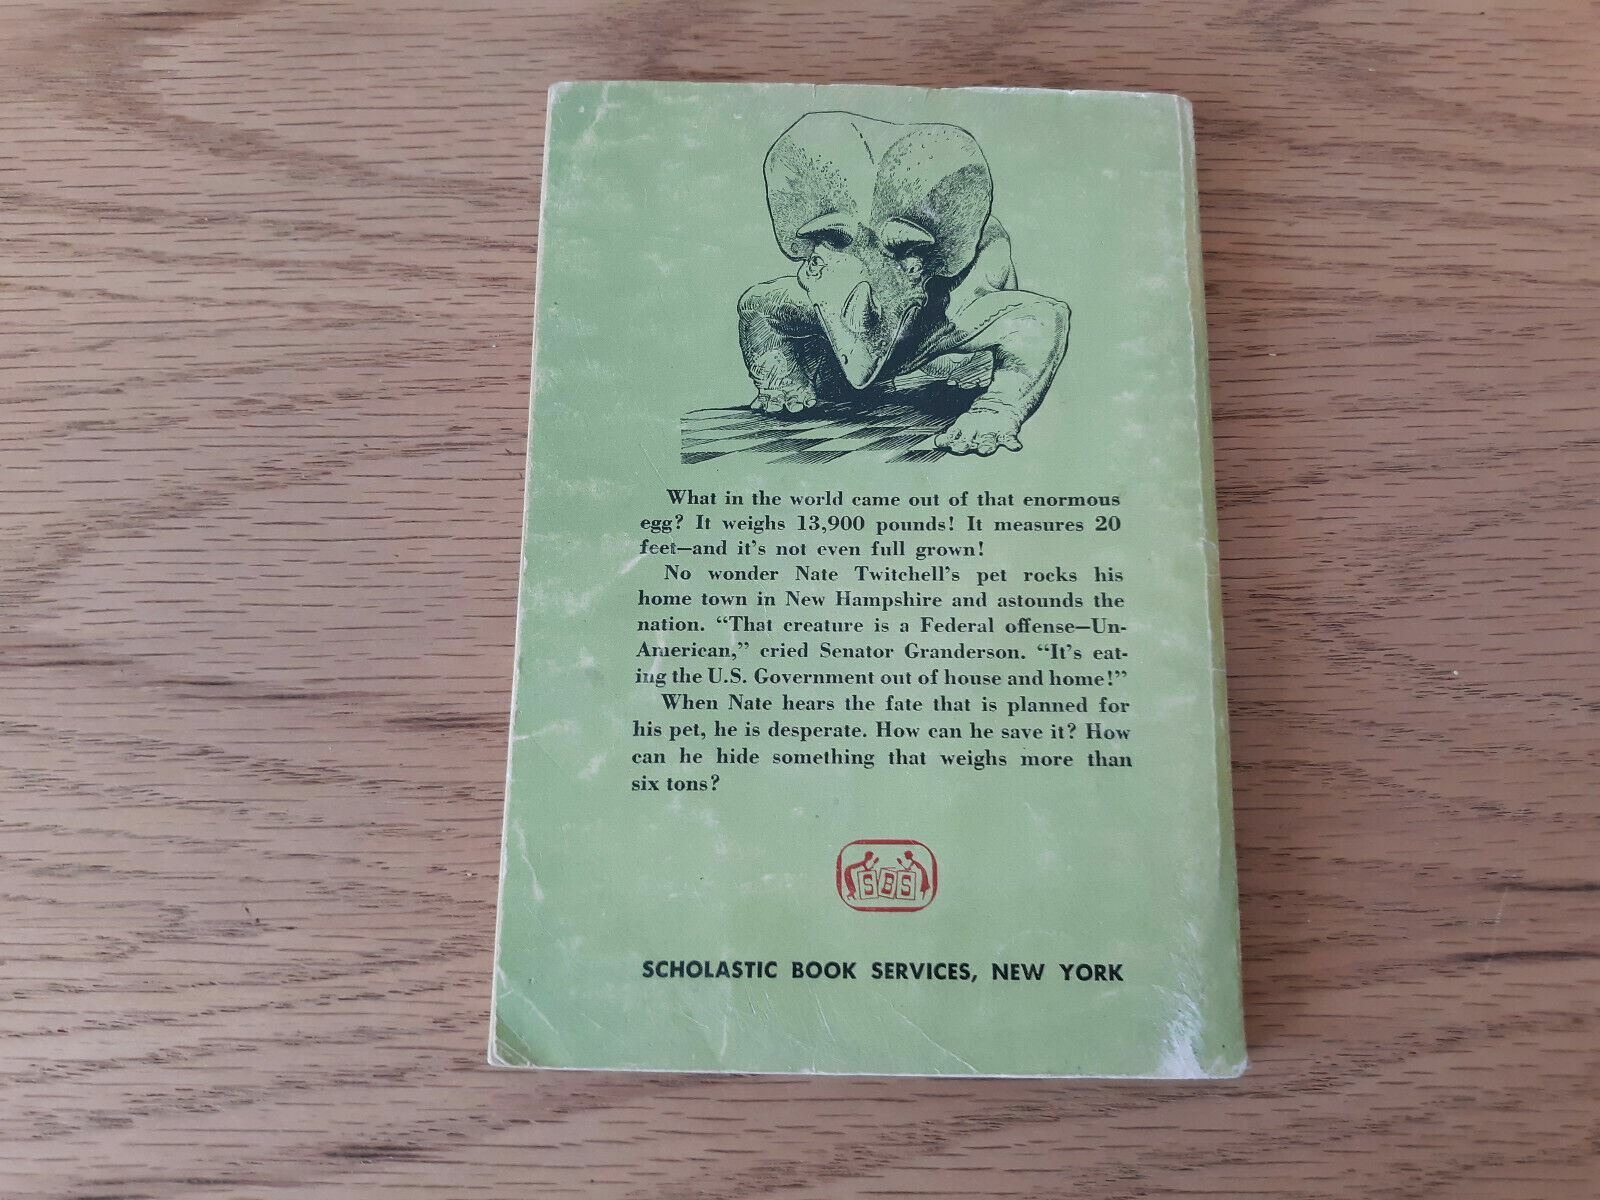 What in the world came out of that enormous
egg? It weighs 13,900 pounds! It measures 20
feet—and it's not even full grown!
No wonder Nate Twitchell's pet rocks his
home town in New Hampshire and astounds the
nation. “That creature is a Federal offense—Un-
American,” cried Senator Granderson. “It's eat-
ing the U.S. Government out of house and home!”
When Nate hears the fate that is planned for
his pet, he is desperate. How can he save it? How
can he hide something that weighs more than
six tons?
SBS
SCHOLASTIC BOOK SERVICES, NEW YORK